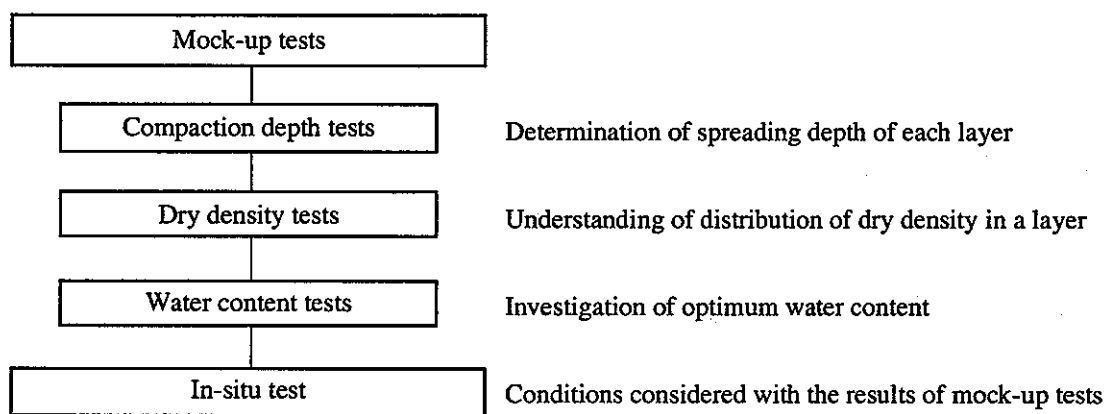 Mock-up tests
Compaction depth tests
Determination of spreading depth of each layer
Dry density tests
Understanding of distribution of dry density in a layer
Water content tests
Investigation of optimum water content
In-situ test
Conditions considered with the results of mock-up tests